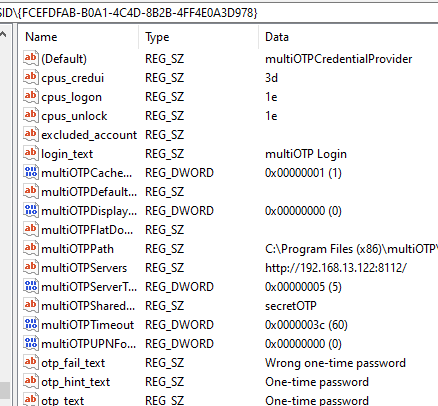 SID\{FCEFDFAB-B0A1-4C4D-8B2B-4FF4E0A3D978}
Name Type Data
(Default) REG_SZ multiOTPCredentialProvider
cpus_credui REG_SZ 3d
cpus_logon REG_SZ 1e
cpus_unlock REG_SZ 1e
excluded_account REG_SZ
login_text REG_SZ multiOTP Login
multiOTPCache... REG_DWORD 0x00000001 (1)
multiOTPDefault... REG_SZ
multiOTPDisplay... REG_DWORD 0x00000000 (0)
multiOTPFlatDo... REG_SZ
multiOTPPath REG_SZ C:\Program Files (x86)\multiOTP\
multiOTPServers REG_SZ http://192.168.13.122:8112/
multiOTPServerT... REG_DWORD 0x00000005 (5)
multiOTPShared... REG_SZ secretOTP
multiOTPTimeout REG_DWORD 0x0000003c (60)
multiOTPUPNFo... REG_DWORD 0x00000000 (0)
otp_fail_text REG_SZ Wrong one-time password
otp_hint_text REG_SZ One-time password
otp_text REG_SZ One-time password